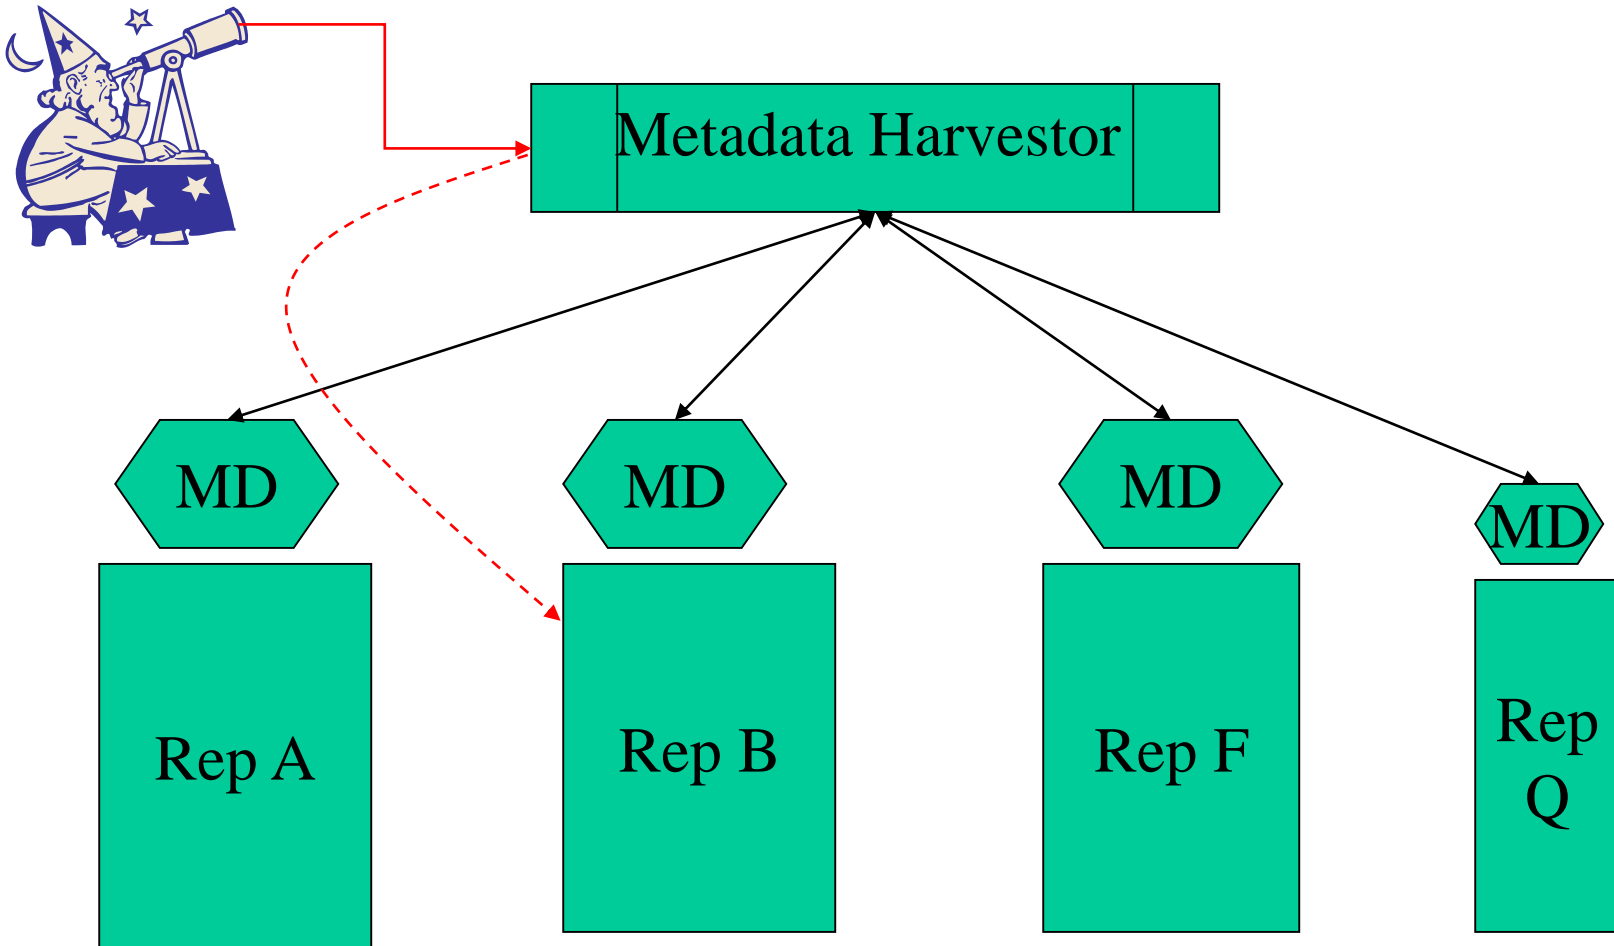 Metadata Harvestor
MD
MD
MD
MD
Rep A
Rep B
Rep F
Rep
Q